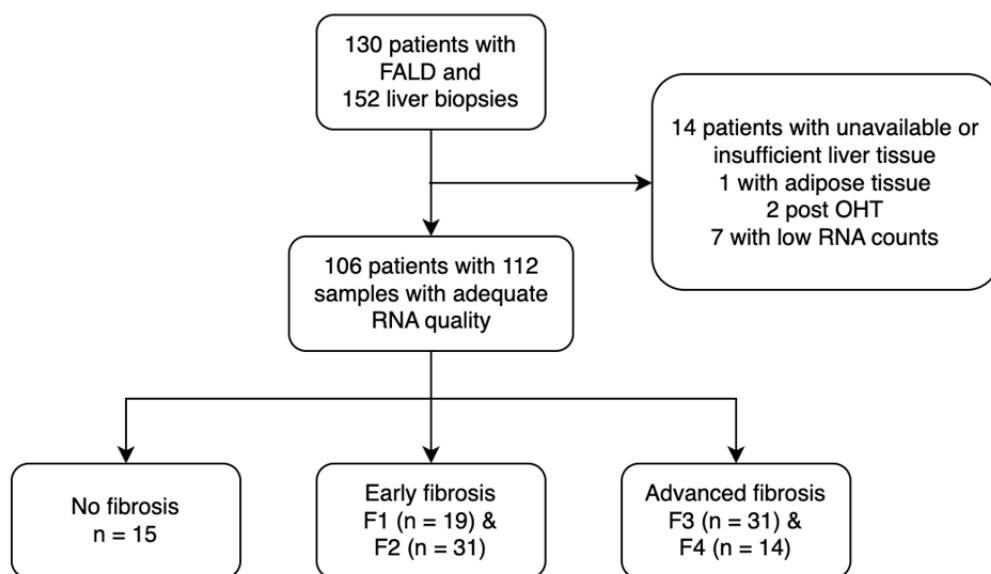 130 patients with
FALD and
152 liver biopsies
14 patients with unavailable or
insufficient liver tissue
1 with adipose tissue
2 post OHT
7 with low RNA counts
106 patients with 112
samples with adequate
RNA quality
No fibrosis
n = 15
Early fibrosis
F1 (n = 19) &
F2 (n = 31)
Advanced fibrosis
F3 (n = 31) &
F4 (n = 14)